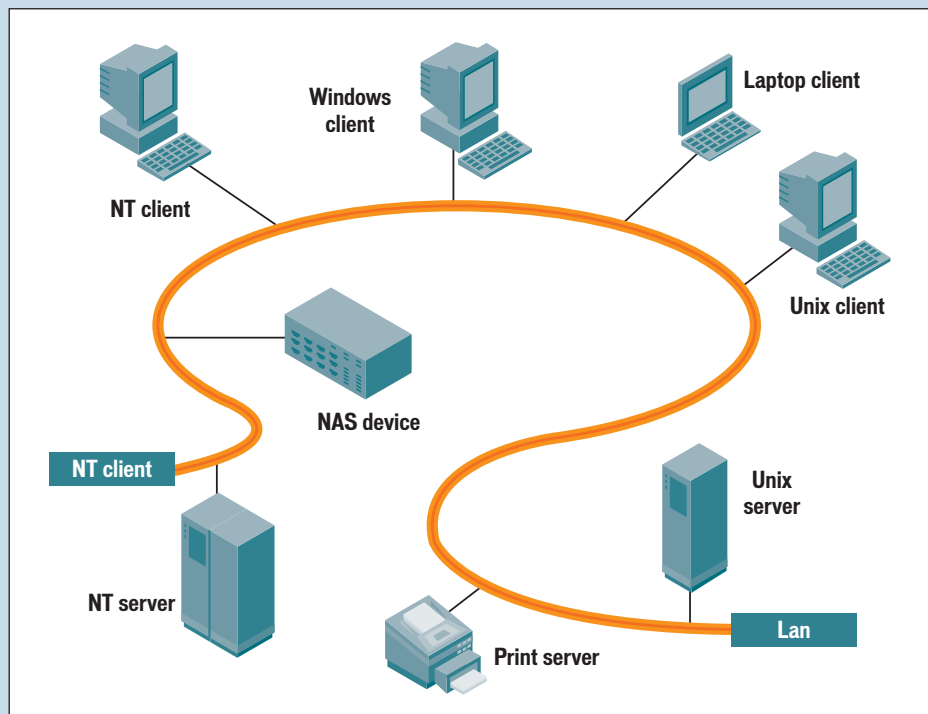 Windows
client
Laptop client
NT client
Unix client
NAS device
NT client
Unix
server
NT server
Print server
Lan